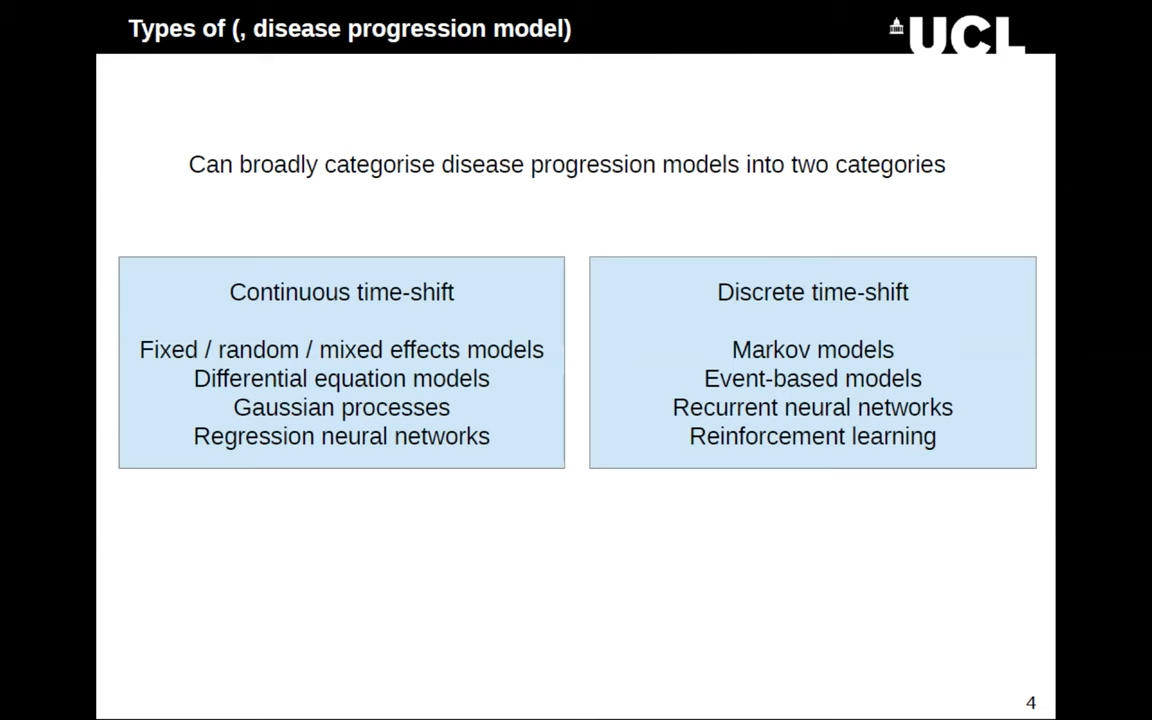 Types of (, disease progression model)
UCL
Can broadly categorise disease progression models into two categories
Continuous time-shift
Fixed / random / mixed effects models
Differential equation models
Gaussian processes
Regression neural networks
Discrete time-shift
Markov models
Event-based models
Recurrent neural networks
Reinforcement learning
4